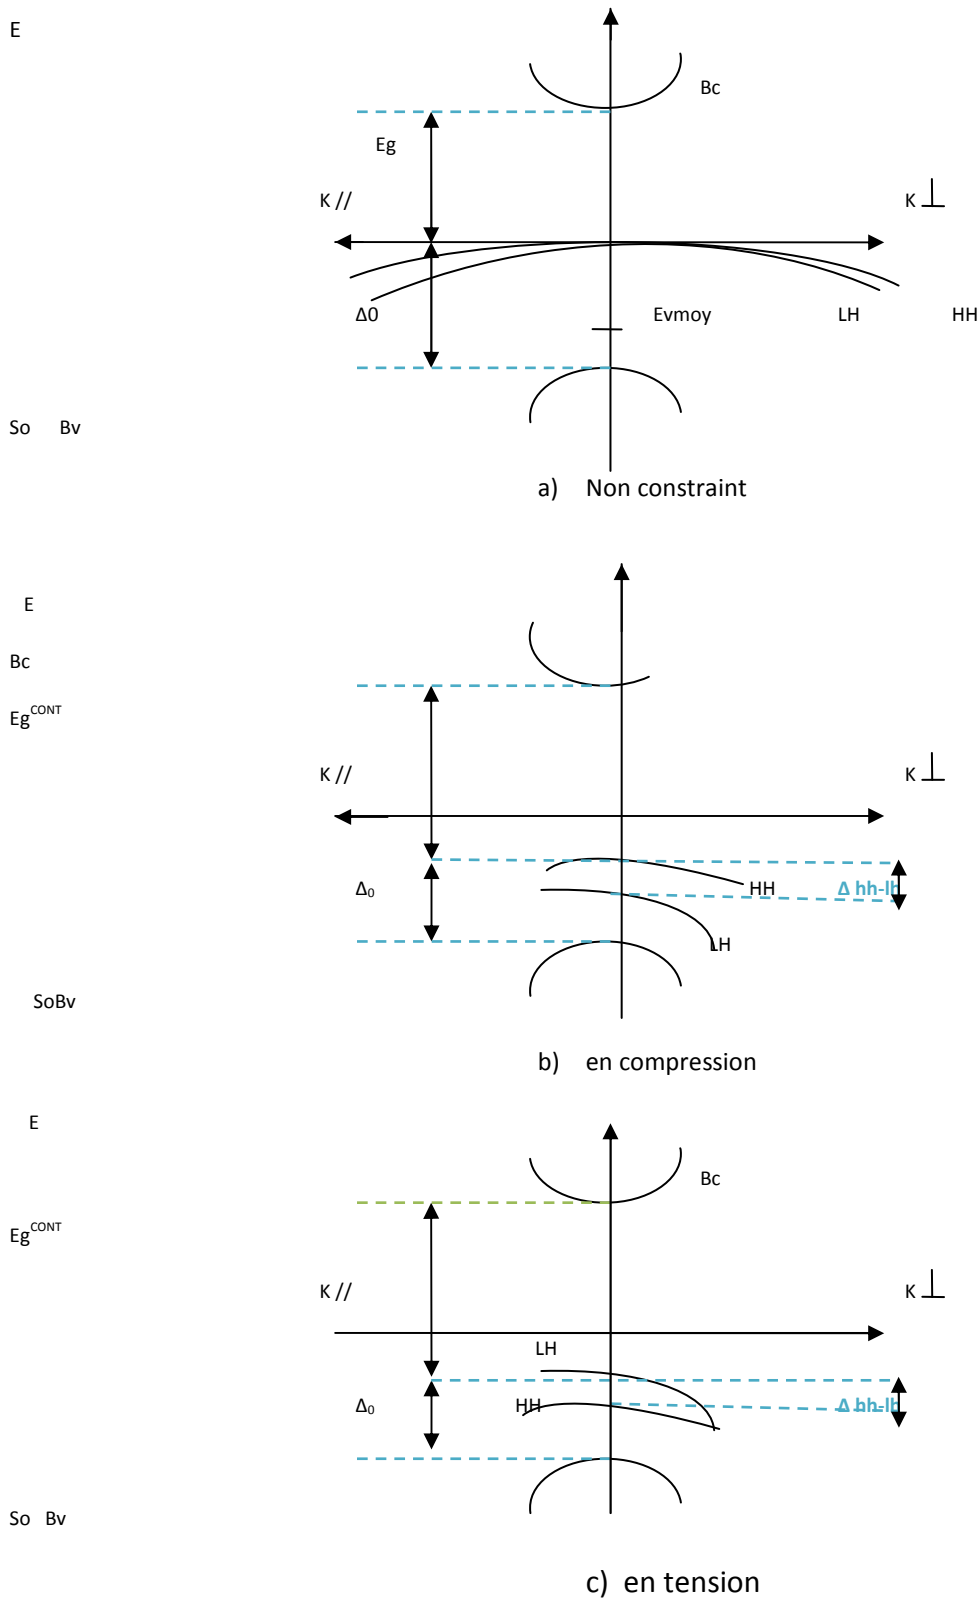 E
Bc
Eg
K // K ⊥
Δ0 Evmoy LH HH
So Bv
a) Non constraint
E
Bc
Eg^CONT
K // K ⊥
Δ₀ HH Δ hh-lh
LH
SoBv
b) en compression
E
Bc
Eg^CONT
K // K ⊥
LH
Δ₀ HH Δ hh-lh
So Bv
c) en tension